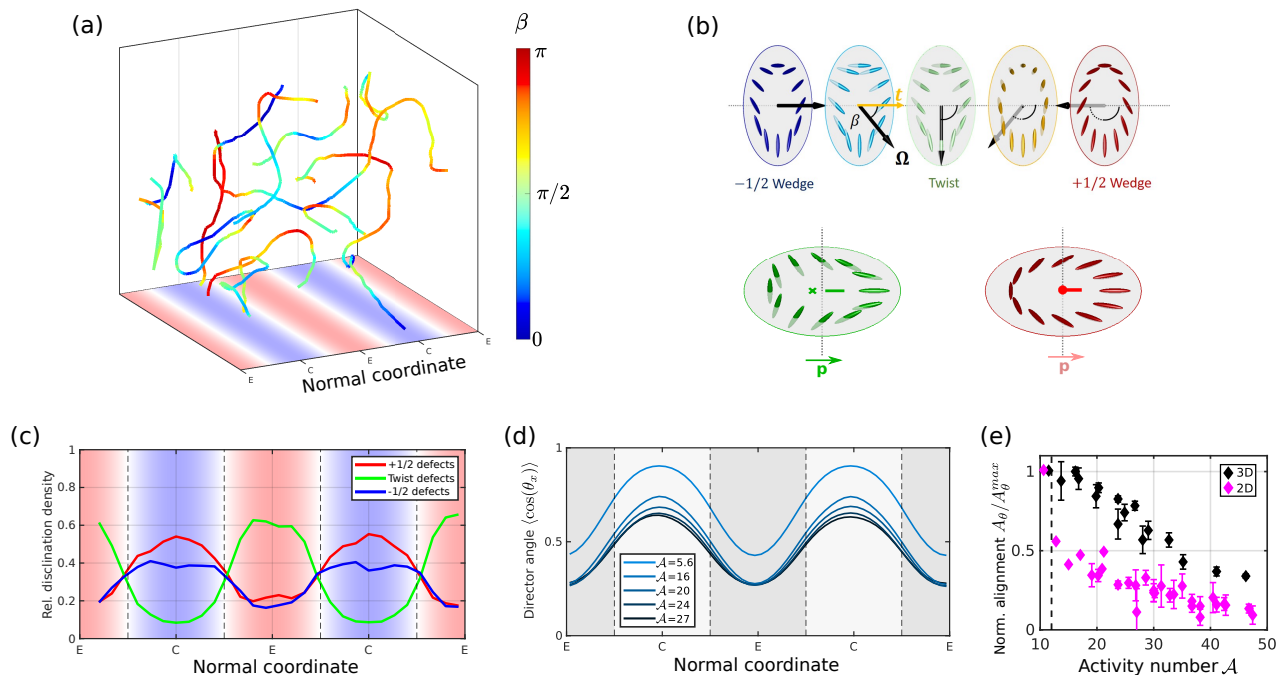 (a)
β
π
π/2
0
E
C
E
C
E
Normal coordinate
(b)
t
β
Ω
−1/2 Wedge
Twist
+1/2 Wedge
p
p
(c)
Rel. disclination density
1
0.8
0.6
0.4
0.2
0
+1/2 defects
Twist defects
-1/2 defects
E
C
E
C
E
Normal coordinate
(d)
Director angle ⟨cos(θx)⟩
1
0.8
0.6
0.4
0.2
0
𝒜=5.6
𝒜=16
𝒜=20
𝒜=24
𝒜=27
E
C
E
C
E
Normal coordinate
(e)
Norm. alignment Aθ/Aθmax
1
0.5
0
3D
2D
10
20
30
40
50
Activity number 𝒜